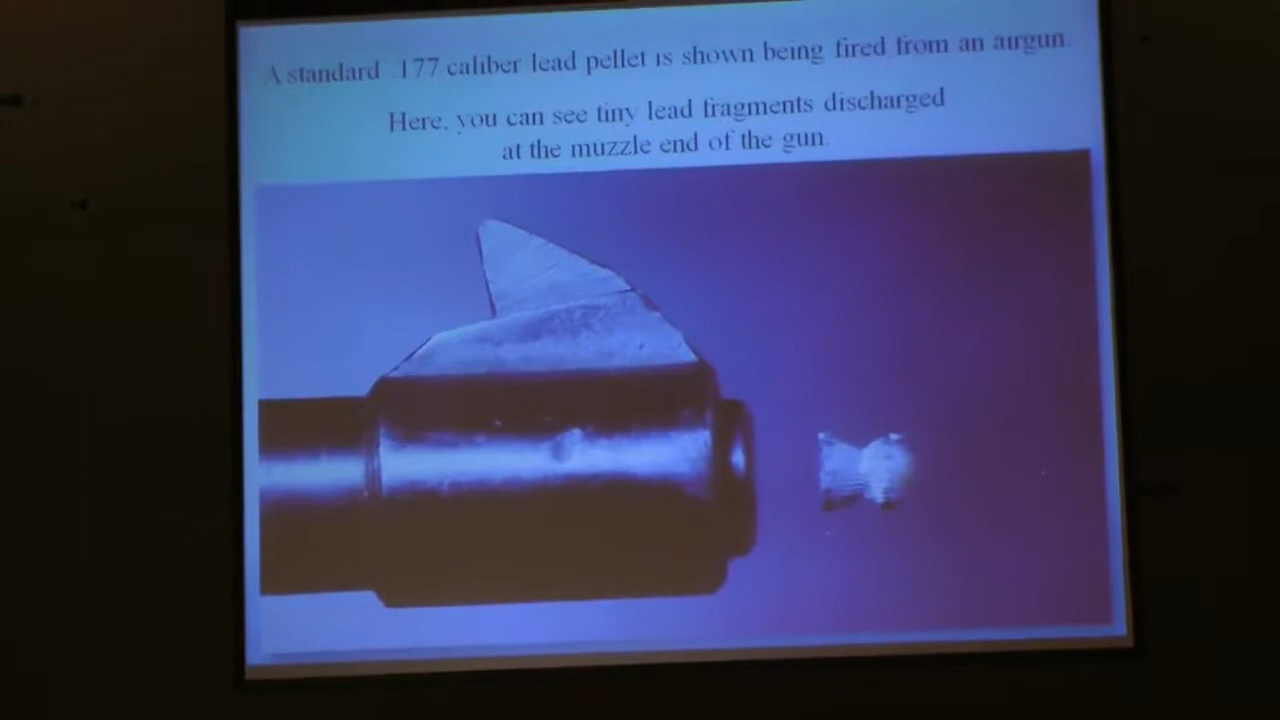 A standard .177 caliber lead pellet is shown being fired from an airgun.
Here, you can see tiny lead fragments discharged
at the muzzle end of the gun.